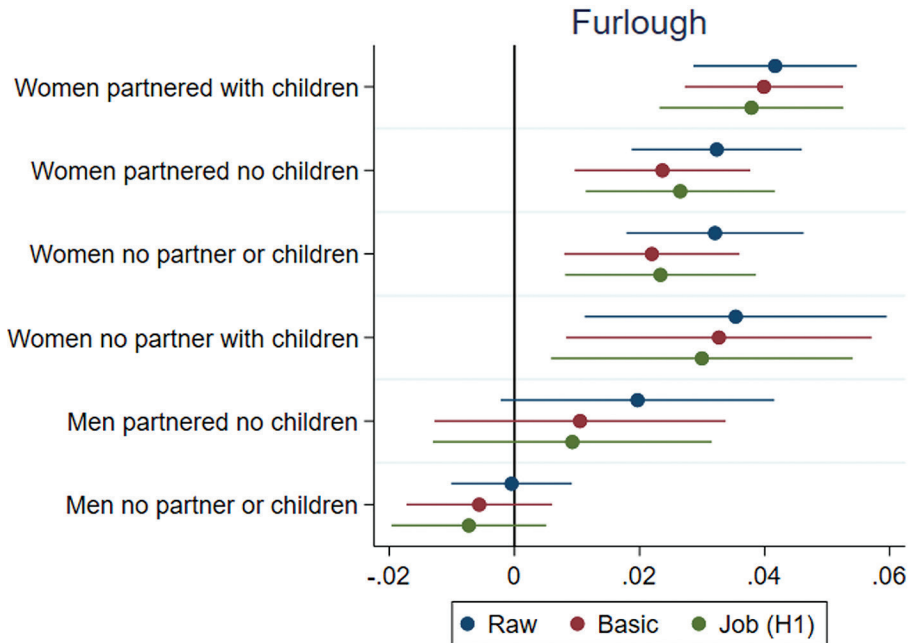 Furlough
Women partnered with children
Women partnered no children
Women no partner or children
Women no partner with children
Men partnered no children
Men no partner or children
-.02 0 .02 .04 .06
Raw Basic Job (H1)